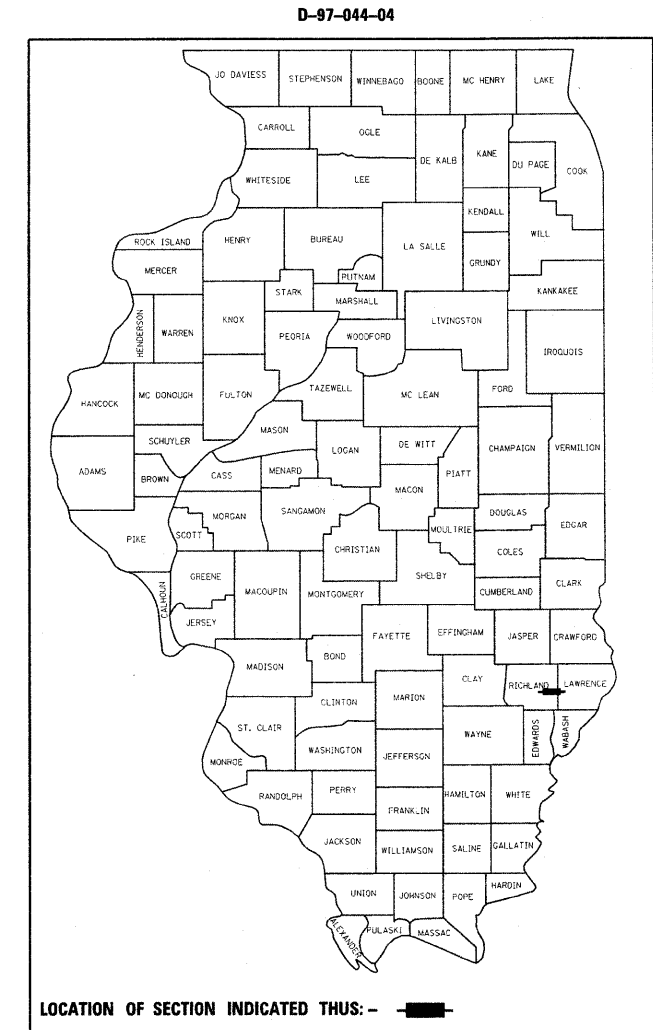 D-97-044-04
JO DAVIESS
STEPHENSON
WINNEBAGO
BOONE
MC HENRY
LAKE
CARROLL
OGLE
DE KALB
KANE
DU PAGE
COOK
WHITESIDE
LEE
KENDALL
WILL
ROCK ISLAND
HENRY
BUREAU
LA SALLE
GRUNDY
MERCER
PUTNAM
KANKAKEE
STARK
MARSHALL
HENDERSON
WARREN
KNOX
PEORIA
WOODFORD
LIVINGSTON
IROQUOIS
HANCOCK
MC DONOUGH
FULTON
TAZEWELL
MC LEAN
FORD
SCHUYLER
MASON
LOGAN
DE WITT
CHAMPAIGN
VERMILION
ADAMS
BROWN
CASS
MENARD
PIATT
MACON
MORGAN
SANGAMON
DOUGLAS
PIKE
SCOTT
MOULTRIE
EDGAR
CHRISTIAN
COLES
GREENE
MACOUPIN
MONTGOMERY
SHELBY
CUMBERLAND
CLARK
CALHOUN
JERSEY
FAYETTE
EFFINGHAM
JASPER
CRAWFORD
BOND
MADISON
CLAY
RICHLAND
LAWRENCE
CLINTON
MARION
ST. CLAIR
WAYNE
EDWARDS
WABASH
WASHINGTON
JEFFERSON
MONROE
RANDOLPH
PERRY
HAMILTON
WHITE
FRANKLIN
JACKSON
WILLIAMSON
SALINE
GALLATIN
UNION
JOHNSON
POPE
HARDIN
ALEXANDER
PULASKI
MASSAC
LOCATION OF SECTION INDICATED THUS: -